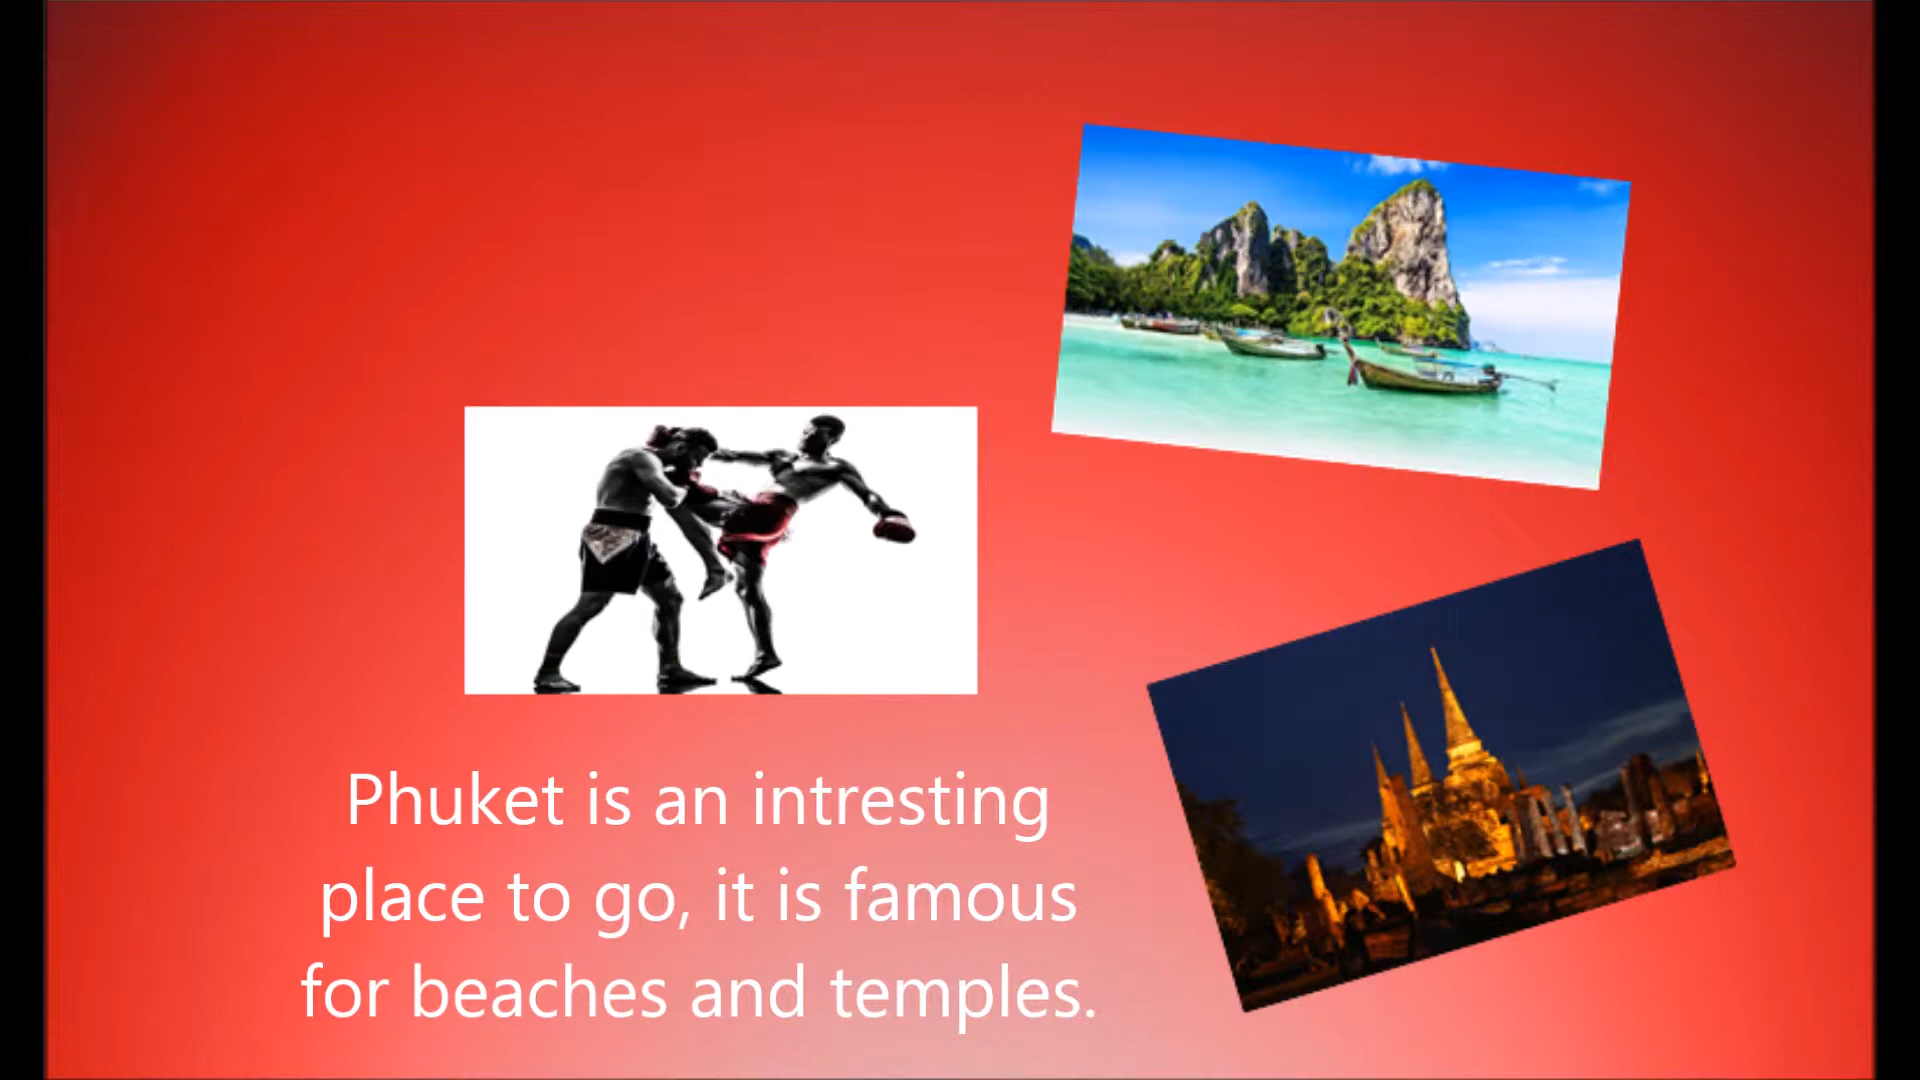 Phuket is an intresting
place to go, it is famous
for beaches and temples.